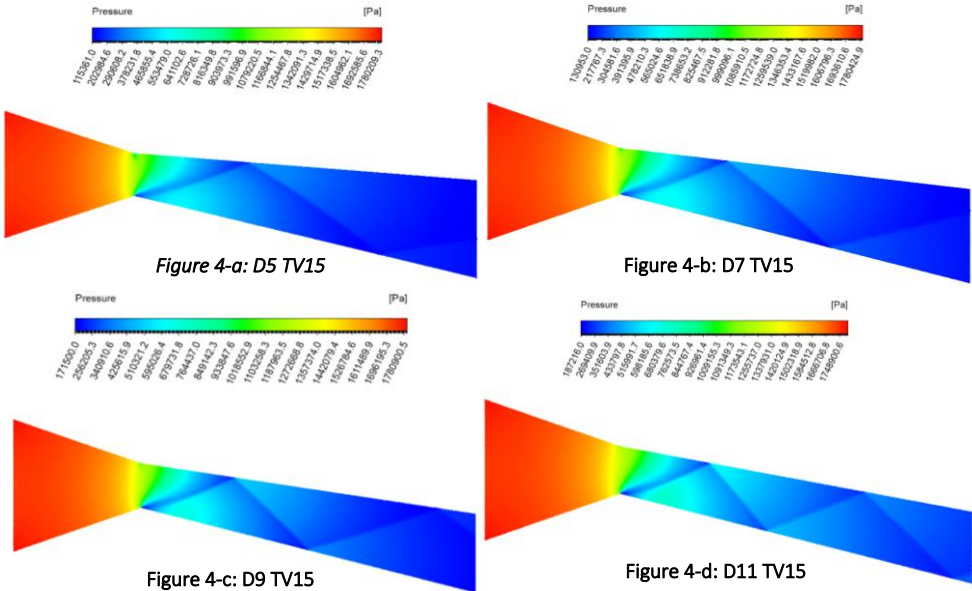 Pressure [Pa]
115361.0 202984.6 290608.2 378231.8 465855.4 553479.0 641102.6 728726.1 816349.8 903973.3 991596.9 1079220.5 1166844.1 1254467.8 1342091.3 1429714.9 1517338.5 1604962.1 1692585.6 1780209.3
Figure 4-a: D5 TV15
Pressure [Pa]
130953.0 217767.3 304581.6 391395.9 478210.3 565024.6 651838.9 738653.2 825467.5 912281.8 999096.1 1085910.5 1172724.8 1259539.0 1346353.4 1433167.6 1519982.0 1606796.3 1693610.6 1780424.9
Figure 4-b: D7 TV15
Pressure [Pa]
171500.0 256205.3 340910.6 425615.9 510321.2 595026.4 679731.8 764437.0 849142.3 933847.6 1018552.9 1103258.3 1187963.5 1272668.8 1357374.0 1442079.4 1526784.6 1611489.9 1696195.3 1780900.5
Figure 4-c: D9 TV15
Pressure [Pa]
187216.0 269409.9 351603.9 433797.8 515991.7 598185.6 680379.6 762573.5 844767.4 926961.4 1009155.3 1091349.3 1173543.1 1255737.0 1337931.0 1420124.9 1502318.9 1584512.8 1666706.8 1748900.6
Figure 4-d: D11 TV15